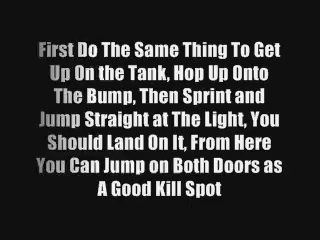 First Do The Same Thing To Get
Up On the Tank, Hop Up Onto
The Bump, Then Sprint and
Jump Straight at The Light, You
Should Land On It, From Here
You Can Jump on Both Doors as
A Good Kill Spot